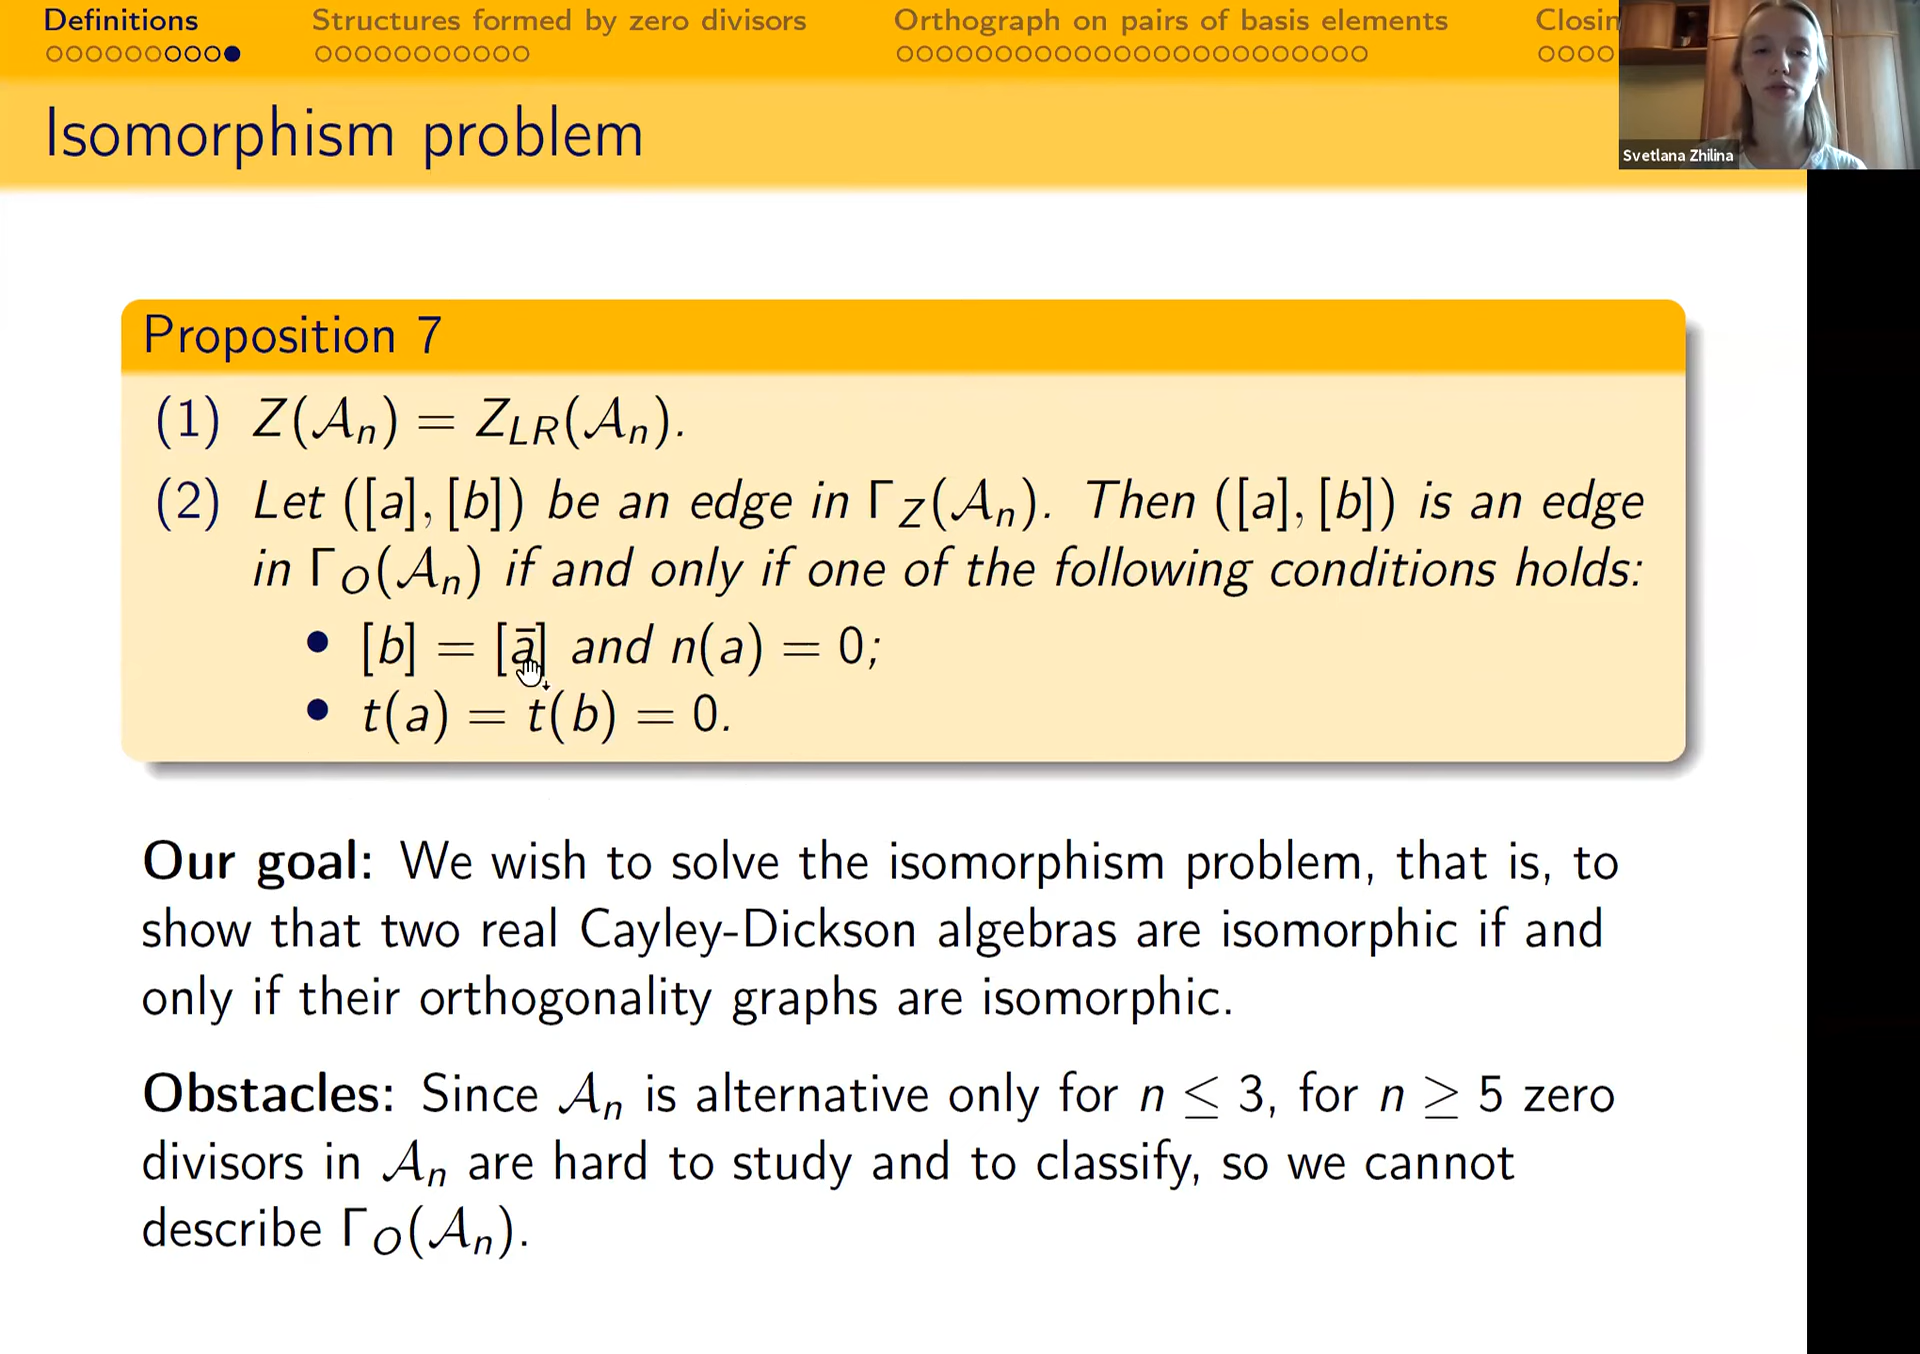 Definitions Structures formed by zero divisors Orthograph on pairs of basis elements
Svetlana Zhilina
Isomorphism problem
Proposition 7
(1) Z(𝒜ₙ) = Z_{LR}(𝒜ₙ).
(2) Let ([a], [b]) be an edge in Γ_Z(𝒜ₙ). Then ([a], [b]) is an edge
in Γ_O(𝒜ₙ) if and only if one of the following conditions holds:
• [b] = [ā] and n(a) = 0;
• t(a) = t(b) = 0.
Our goal: We wish to solve the isomorphism problem, that is, to
show that two real Cayley-Dickson algebras are isomorphic if and
only if their orthogonality graphs are isomorphic.
Obstacles: Since 𝒜ₙ is alternative only for n ≤ 3, for n ≥ 5 zero
divisors in 𝒜ₙ are hard to study and to classify, so we cannot
describe Γ_O(𝒜ₙ).